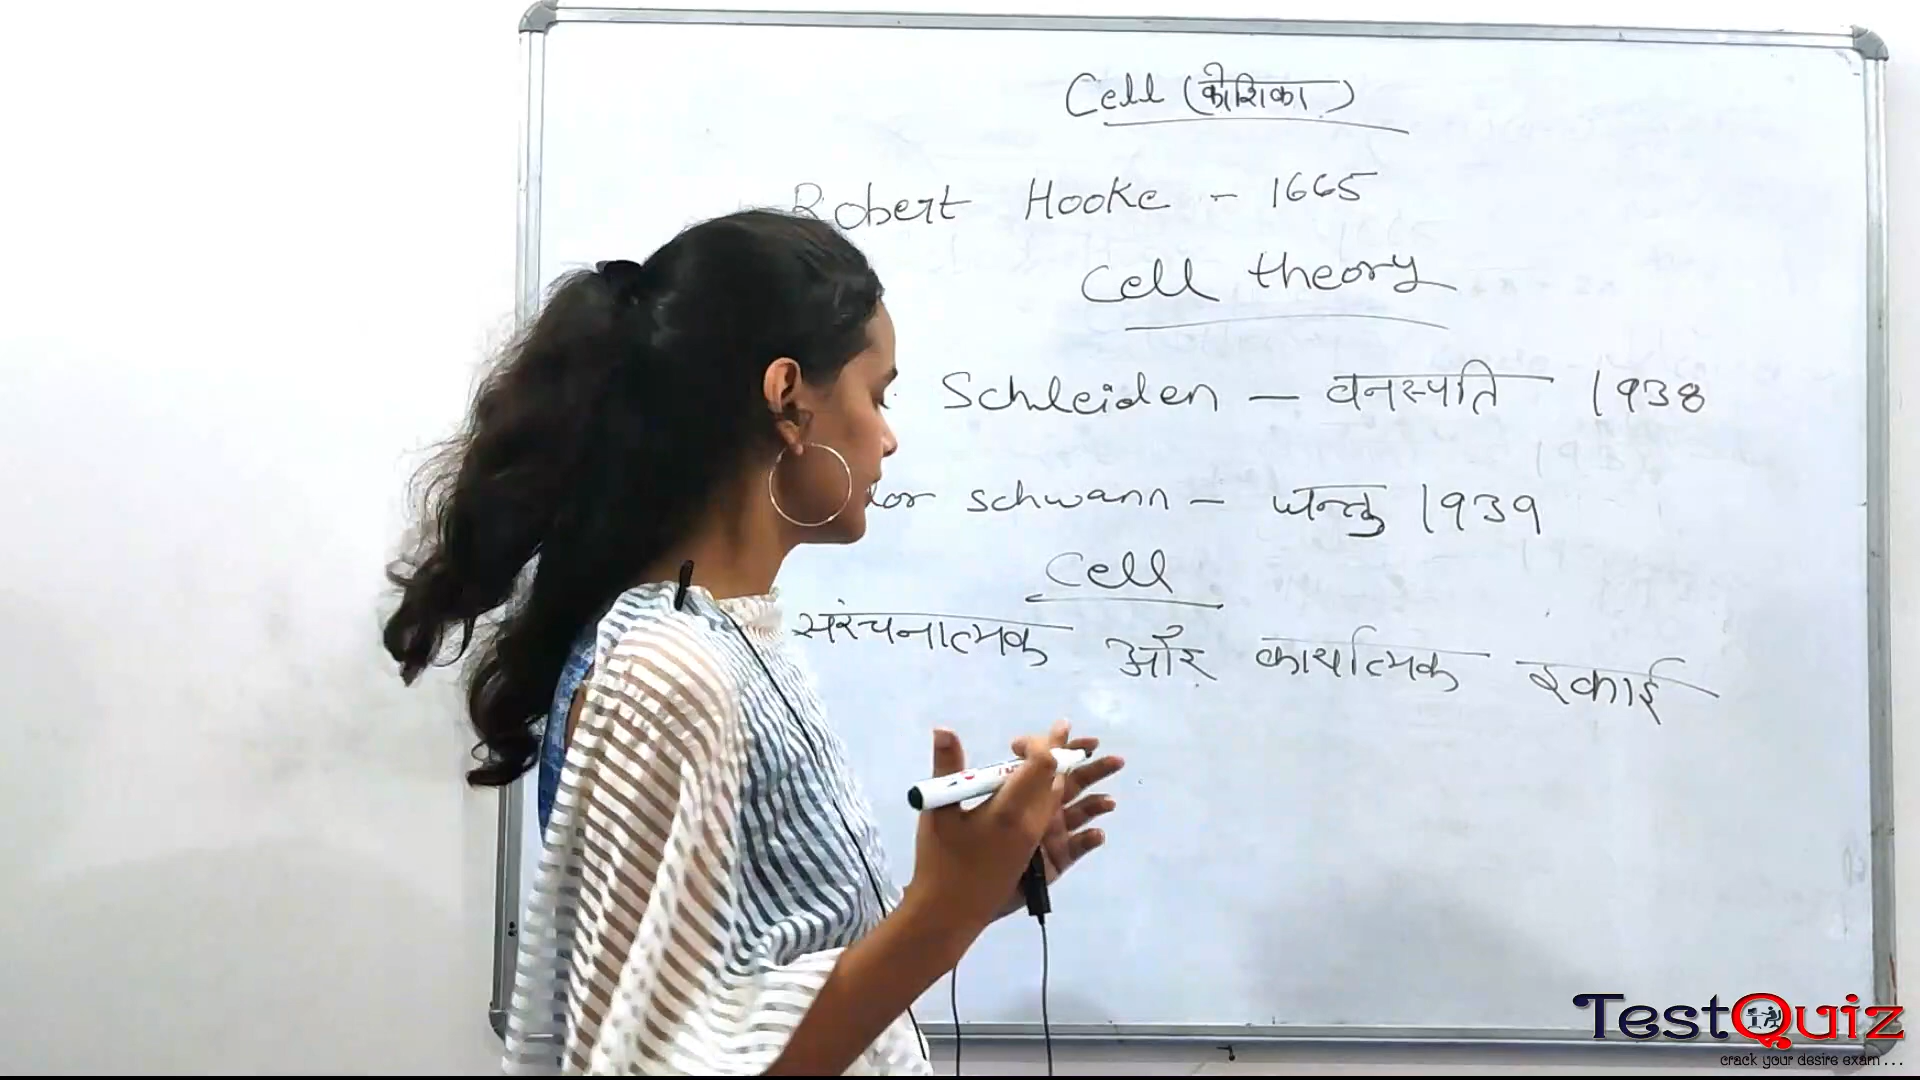 Cell (कोशिका)
Robert Hooke - 1665
Cell theory
Schleiden - वनस्पति 1938
schwann - जन्तु 1939
Cell
संरचनात्मक और कार्यात्मक इकाई
TestQuiz
crack your desire exam ...